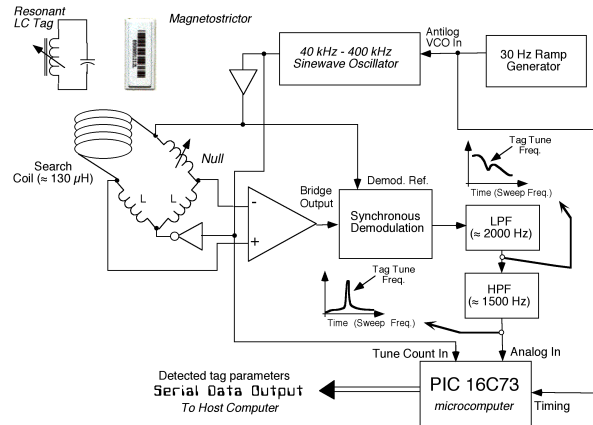 Resonant
LC Tag
Magnetostrictor
40 kHz - 400 kHz
Sinewave Oscillator
Antilog
VCO In
30 Hz Ramp
Generator
Search
Coil (≈ 130 µH)
Null
L
L
-
+
Bridge
Output
Demod. Ref.
Synchronous
Demodulation
Tag Tune
Freq.
Time (Sweep Freq.)
LPF
(≈ 2000 Hz)
HPF
(≈ 1500 Hz)
Tag Tune
Freq.
Time (Sweep Freq.)
Tune Count In
Analog In
PIC 16C73
microcomputer
Timing
Detected tag parameters
Serial Data Output
To Host Computer